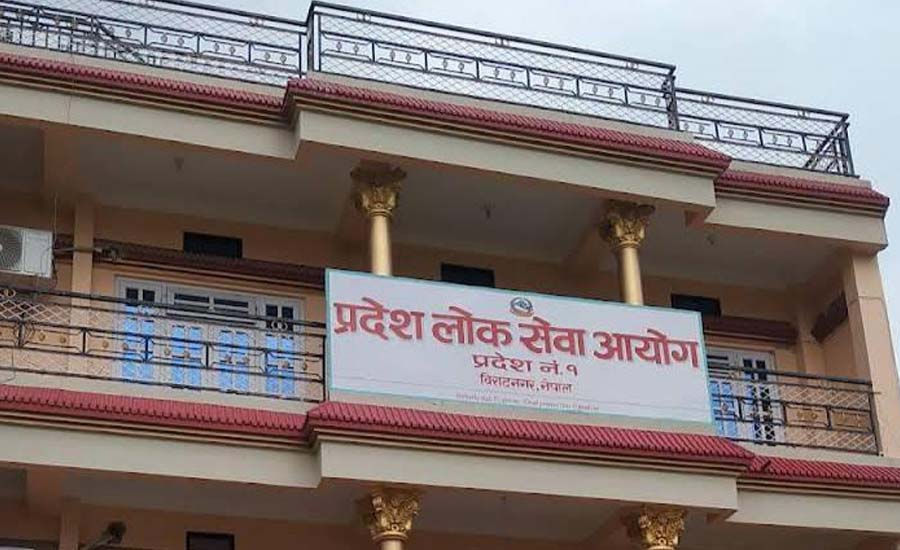 प्रदेश लोक सेवा आयोग
प्रदेश नं. १
विराटनगर, नेपाल